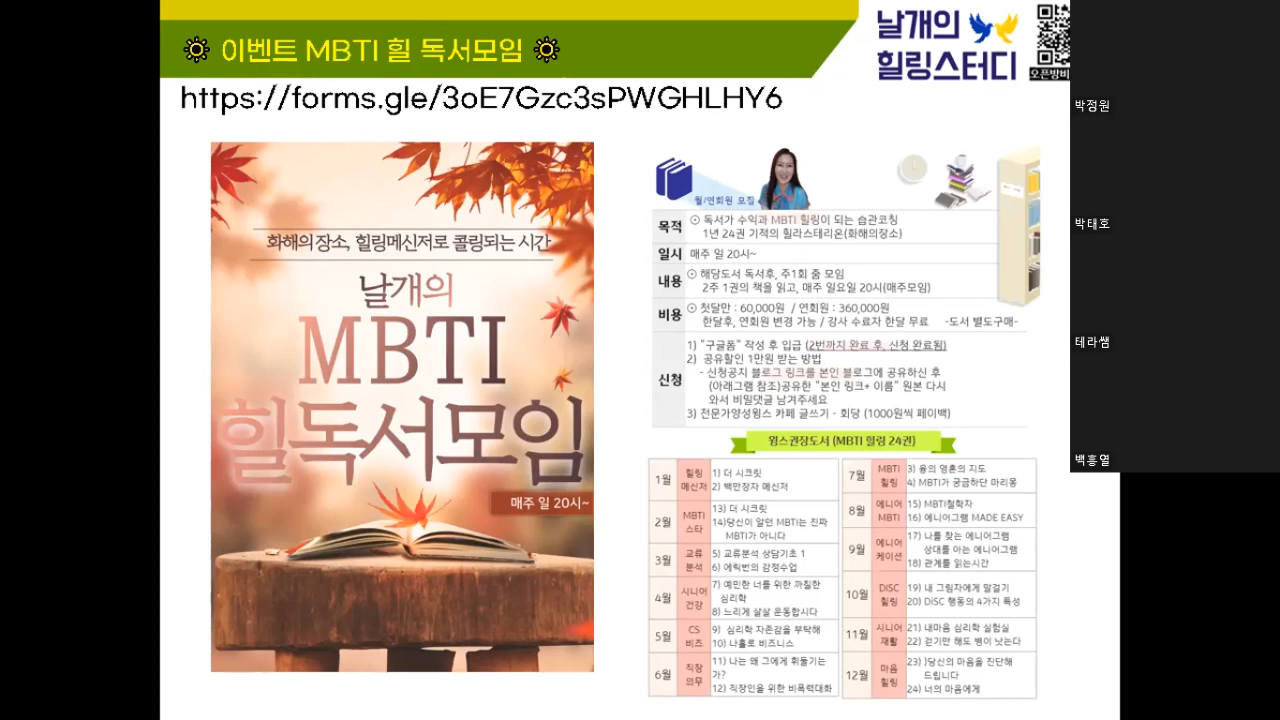 이벤트 MBTI 힐 독서모임
날개의
힐링스터디
오픈방비
https://forms.gle/3oE7Gzc3sPWGHLHY6
박정원
박태호
테라쌤
백흥열
화해의장소, 힐링메신저로 콜링되는 시간
날개의
MBTI
힐독서모임
매주 일 20시~
월/연회원 모집
목적
⊙ 독서가 수익과 MBTI 힐링이 되는 습관코칭
1년 24권 기적의 힐라스테리온(화해의장소)
일시
매주 일 20시~
내용
⊙ 해당도서 독서후, 주1회 줌 모임
2주 1권의 책을 읽고, 매주 일요일 20시(매주모임)
비용
⊙ 첫달만 : 60,000원 / 연회원 : 360,000원
한달후, 연회원 변경 가능 / 강사 수료자 한달 무료 -도서 별도구매-
신청
1) "구글폼" 작성 후 입급 (2번까지 완료 후, 신청 완료됨)
2) 공유할인 1만원 받는 방법
- 신청공지 블로그 링크를 본인 블로그에 공유하신 후
(아래그램 참조)공유한 "본인 링크+ 이름" 원본 다시
와서 비밀댓글 남겨주세요
3) 전문가양성윙스 카페 글쓰기 - 회당 (1000원씩 페이백)
윙스권장도서 (MBTI 힐링 24권)
1월
힐링
메신저
1) 더 시크릿
2) 백만장자 메신저
2월
MBTI
스타
13) 더 시크릿
14)당신이 알던 MBTI는 진짜
MBTI가 아니다
3월
교류
분석
5) 교류분석 상담기초 1
6) 에릭번의 감정수업
4월
시니어
건강
7) 예민한 너를 위한 까칠한
심리학
8) 느리게 살살 운동합시다
5월
CS
비즈
9) 심리학 자존감을 부탁해
10) 나홀로 비즈니스
6월
직장
의무
11) 나는 왜 그에게 휘둘기는
가?
12) 직장인을 위한 비폭력대화
7월
MBTI
힐링
3) 융의 영혼의 지도
4) MBTI가 궁금하단 마리몽
8월
에니어
MBTI
15) MBTI철학자
16) 에니어그램 MADE EASY
9월
에니어
케이션
17) 나를 찾는 에니어그램
상대를 아는 에니어그램
18) 관계를 읽는시간
10월
DiSC
힐링
19) 내 그림자에게 말걸기
20) DiSC 행동의 4가지 특성
11월
시니어
재활
21) 내마음 심리학 실험실
22) 걷기만 해도 병이 낫는다
12월
마음
힐링
23) )당신의 마음을 진단해
드립니다
24) 너의 마음에게